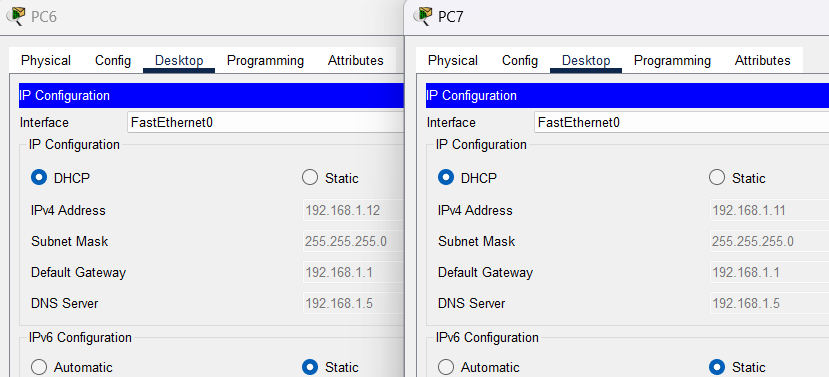 PC6
Physical Config Desktop Programming Attributes
IP Configuration
Interface FastEthernet0
IP Configuration
DHCP Static
IPv4 Address 192.168.1.12
Subnet Mask 255.255.255.0
Default Gateway 192.168.1.1
DNS Server 192.168.1.5
IPv6 Configuration
Automatic Static
PC7
Physical Config Desktop Programming Attributes
IP Configuration
Interface FastEthernet0
IP Configuration
DHCP Static
IPv4 Address 192.168.1.11
Subnet Mask 255.255.255.0
Default Gateway 192.168.1.1
DNS Server 192.168.1.5
IPv6 Configuration
Automatic Static